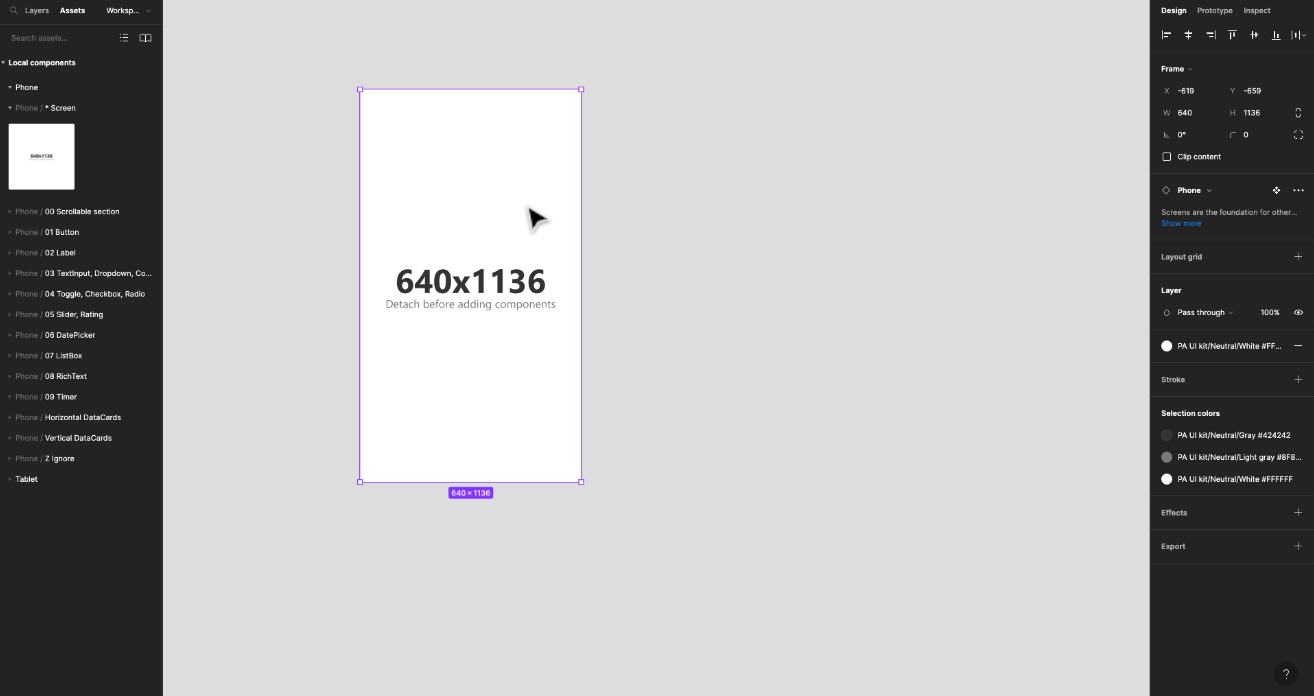 Layers Assets Worksp...
Search assets...
Local components
Phone
Phone / * Screen
640x1136
Phone / 00 Scrollable section
Phone / 01 Button
Phone / 02 Label
Phone / 03 TextInput, Dropdown, Co...
Phone / 04 Toggle, Checkbox, Radio
Phone / 05 Slider, Rating
Phone / 06 DatePicker
Phone / 07 ListBox
Phone / 08 RichText
Phone / 09 Timer
Phone / Horizontal DataCards
Phone / Vertical DataCards
Phone / Z Ignore
Tablet
640x1136
Detach before adding components
640 × 1136
Design Prototype Inspect
Frame
X -619 Y -659
W 640 H 1136
0° 0
Clip content
Phone
Screens are the foundation for other...
Show more
Layout grid
Layer
Pass through 100%
PA UI kit/Neutral/White #FF...
Stroke
Selection colors
PA UI kit/Neutral/Gray #424242
PA UI kit/Neutral/Light gray #8F8...
PA UI kit/Neutral/White #FFFFFF
Effects
Export
?